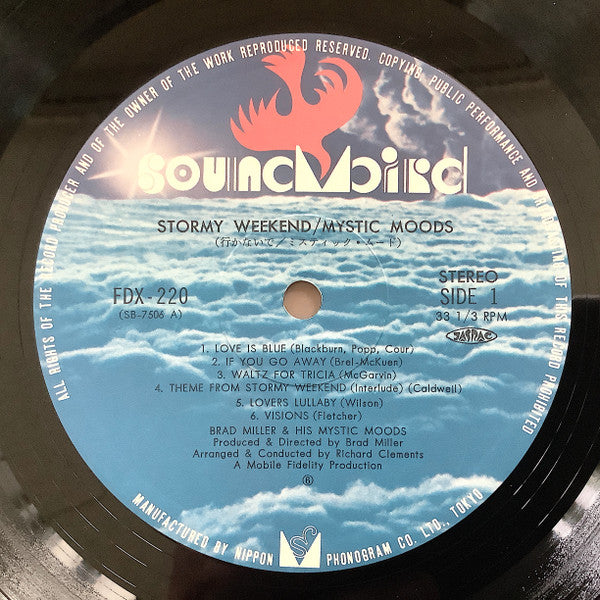 ALL RIGHTS OF THE RECORD PRODUCER AND OF THE OWNER OF THE WORK REPRODUCED RESERVED. COPYING, PUBLIC PERFORMANCE AND BROADCASTING OF THIS RECORD PROHIBITED
soundbird
STORMY WEEKEND/MYSTIC MOODS
(行かないで/ミスティック・ムード)
FDX-220
(SB-7506 A)
STEREO
SIDE 1
33 1/3 RPM
JASRAC
1. LOVE IS BLUE (Blackburn, Popp, Cour)
2. IF YOU GO AWAY (Brel-McKuen)
3. WALTZ FOR TRICIA (McGarvin)
4. THEME FROM STORMY WEEKEND (Interlude) (Caldwell)
5. LOVERS LULLABY (Wilson)
6. VISIONS (Fletcher)
BRAD MILLER & HIS MYSTIC MOODS
Produced & Directed by Brad Miller
Arranged & Conducted by Richard Clements
A Mobile Fidelity Production
⑥
MANUFACTURED BY NIPPON PHONOGRAM CO. LTD., TOKYO